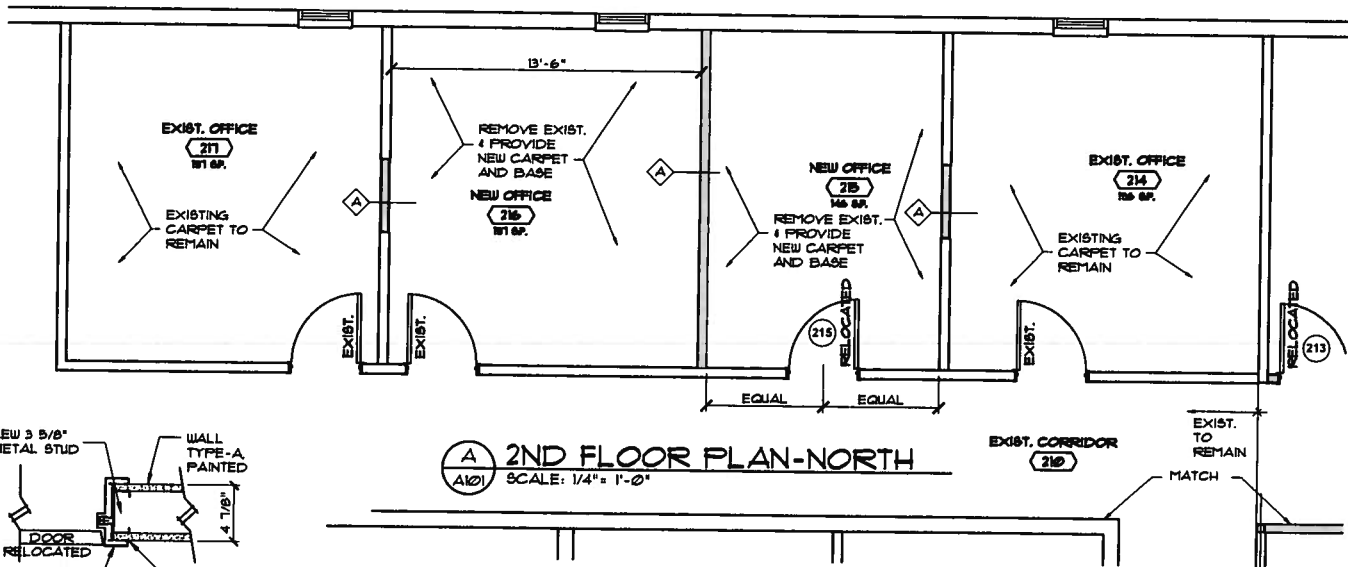 13'-6"
EXIST. OFFICE
217
REMOVE EXIST.
& PROVIDE
NEW CARPET
AND BASE
NEW OFFICE
216
NEW OFFICE
215
REMOVE EXIST.
& PROVIDE
NEW CARPET
AND BASE
EXIST. OFFICE
214
A
A
A
EXISTING
CARPET TO
REMAIN
EXISTING
CARPET TO
REMAIN
EXIST.
EXIST.
215
RELOCATED
EXIST.
RELOCATED
213
EQUAL
EQUAL
EXIST.
TO
REMAIN
A
A101
2ND FLOOR PLAN-NORTH
SCALE: 1/4"= 1'-0"
EXIST. CORRIDOR
210
MATCH
EW 3 5/8"
ETAL STUD
WALL
TYPE-A,
PAINTED
4 7/8"
DOOR
RELOCATED